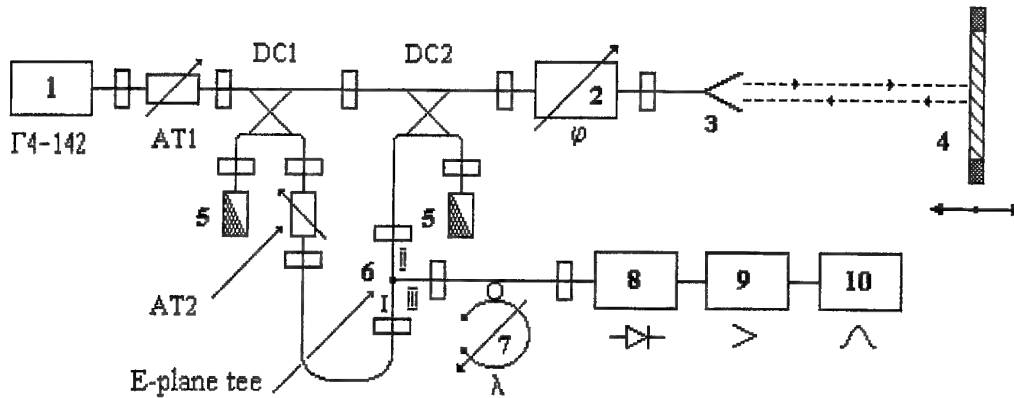 DC1
DC2
1
2
3
4
Г4-142
AT1
φ
5
5
AT2
6
II
I
III
7
λ
8
9
10
E-plane tee